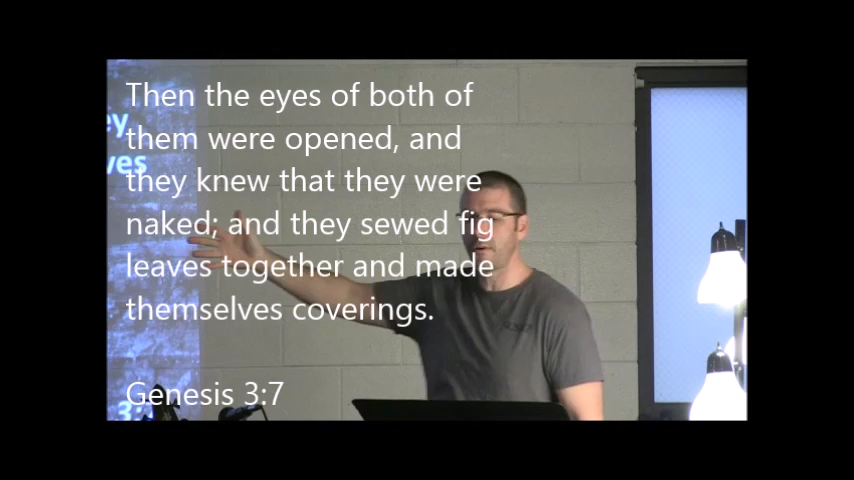 Then the eyes of both of
them were opened, and
they knew that they were
naked; and they sewed fig
leaves together and made
themselves coverings.
Genesis 3:7